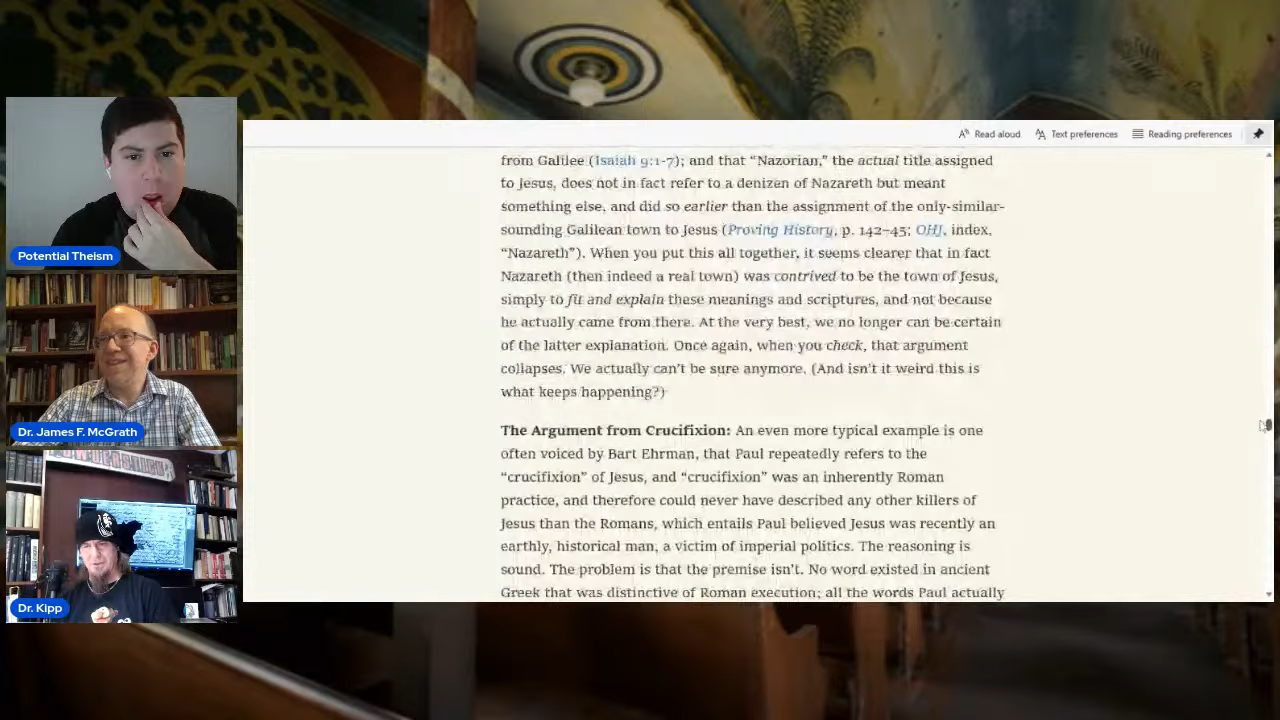 Read aloud
Text preferences
Reading preferences
from Galilee (Isaiah 9:1-7); and that “Nazorian,” the actual title assigned
to Jesus, does not in fact refer to a denizen of Nazareth but meant
something else, and did so earlier than the assignment of the only-similar-
sounding Galilean town to Jesus (Proving History, p. 142–45; OHJ, index,
“Nazareth”). When you put this all together, it seems clearer that in fact
Nazareth (then indeed a real town) was contrived to be the town of Jesus,
simply to fit and explain these meanings and scriptures, and not because
he actually came from there. At the very best, we no longer can be certain
of the latter explanation. Once again, when you check, that argument
collapses. We actually can’t be sure anymore. (And isn’t it weird this is
what keeps happening?)
The Argument from Crucifixion: An even more typical example is one
often voiced by Bart Ehrman, that Paul repeatedly refers to the
“crucifixion” of Jesus, and “crucifixion” was an inherently Roman
practice, and therefore could never have described any other killers of
Jesus than the Romans, which entails Paul believed Jesus was recently an
earthly, historical man, a victim of imperial politics. The reasoning is
sound. The problem is that the premise isn’t. No word existed in ancient
Greek that was distinctive of Roman execution; all the words Paul actually
Potential Theism
Dr. James F. McGrath
Dr. Kipp